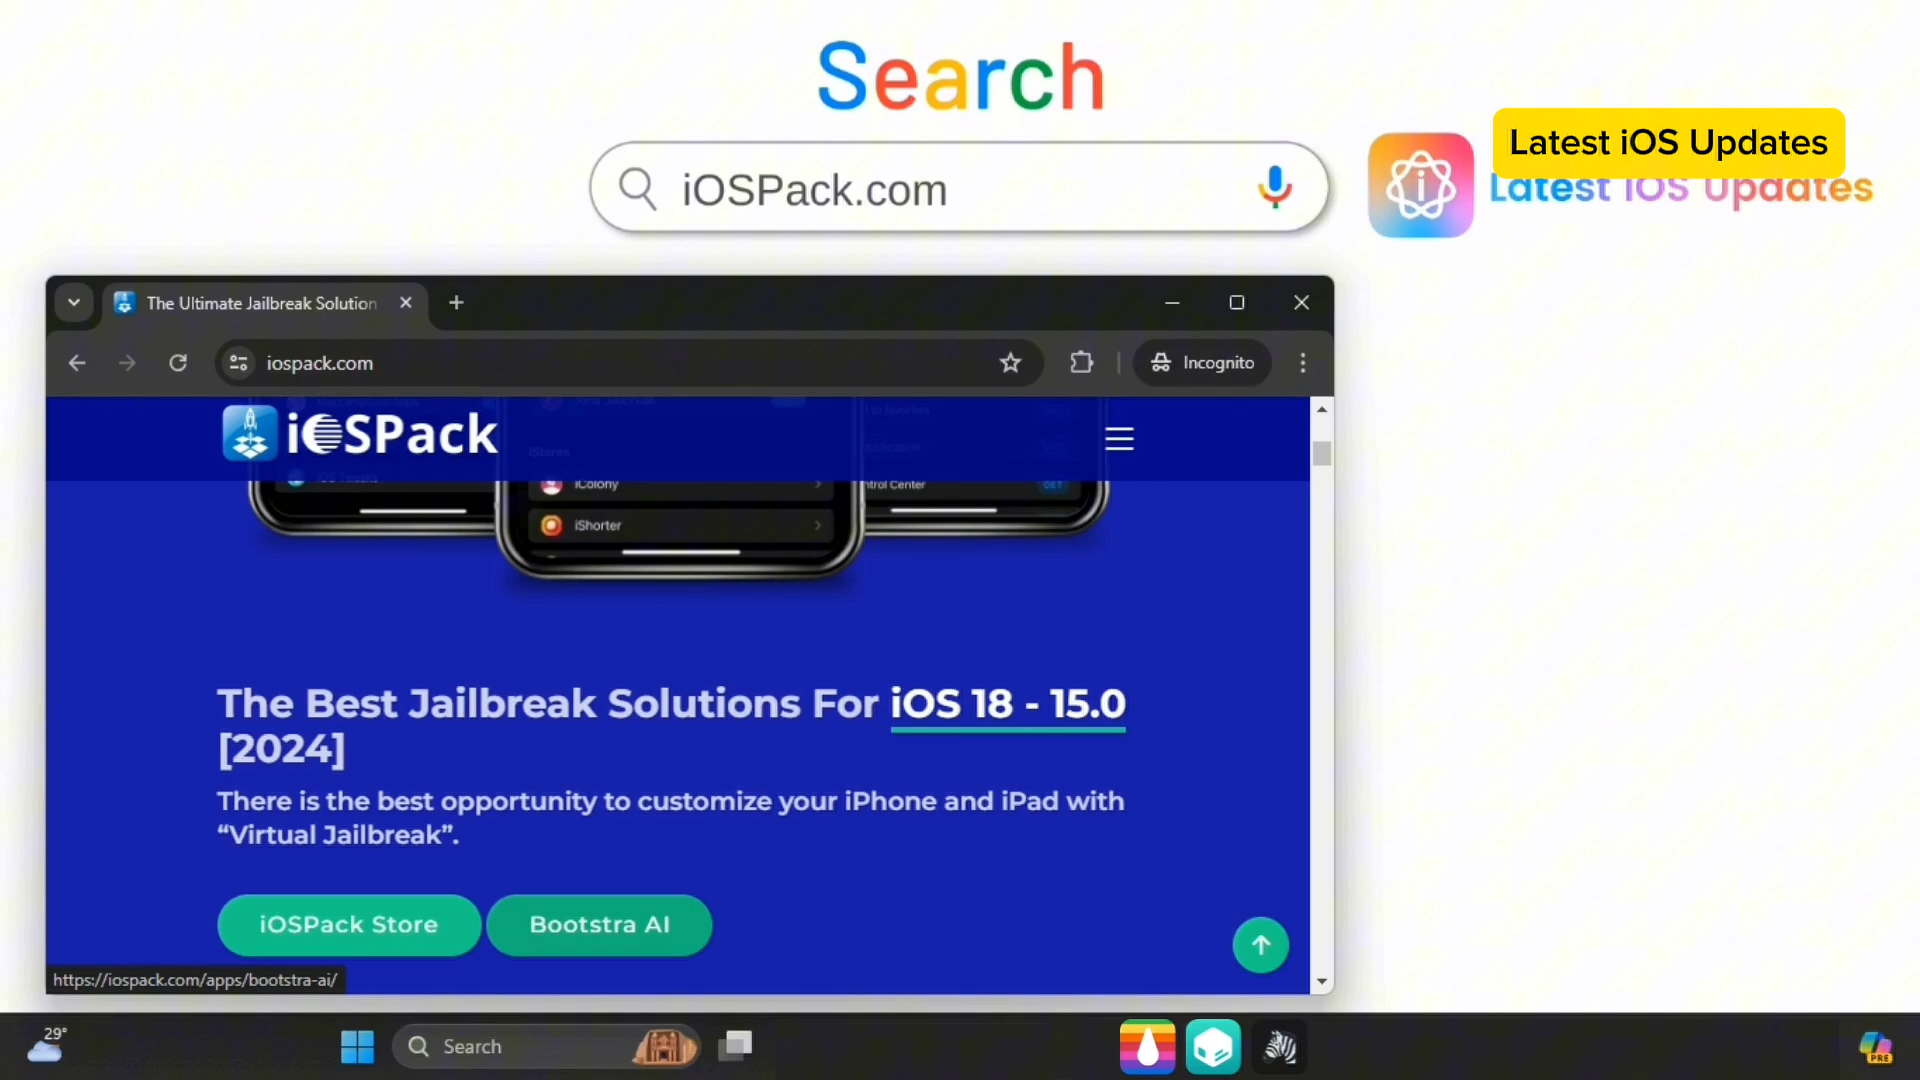 Search
iOSPack.com
Latest iOS Updates
Latest iOS Updates
The Ultimate Jailbreak Solution
iospack.com
Incognito
iOSPack
iStores
iColony
ntrol Center
GET
iShorter
The Best Jailbreak Solutions For iOS 18 - 15.0
[2024]
There is the best opportunity to customize your iPhone and iPad with
“Virtual Jailbreak”.
iOSPack Store
Bootstra AI
https://iospack.com/apps/bootstra-ai/
29°
Search
PRE